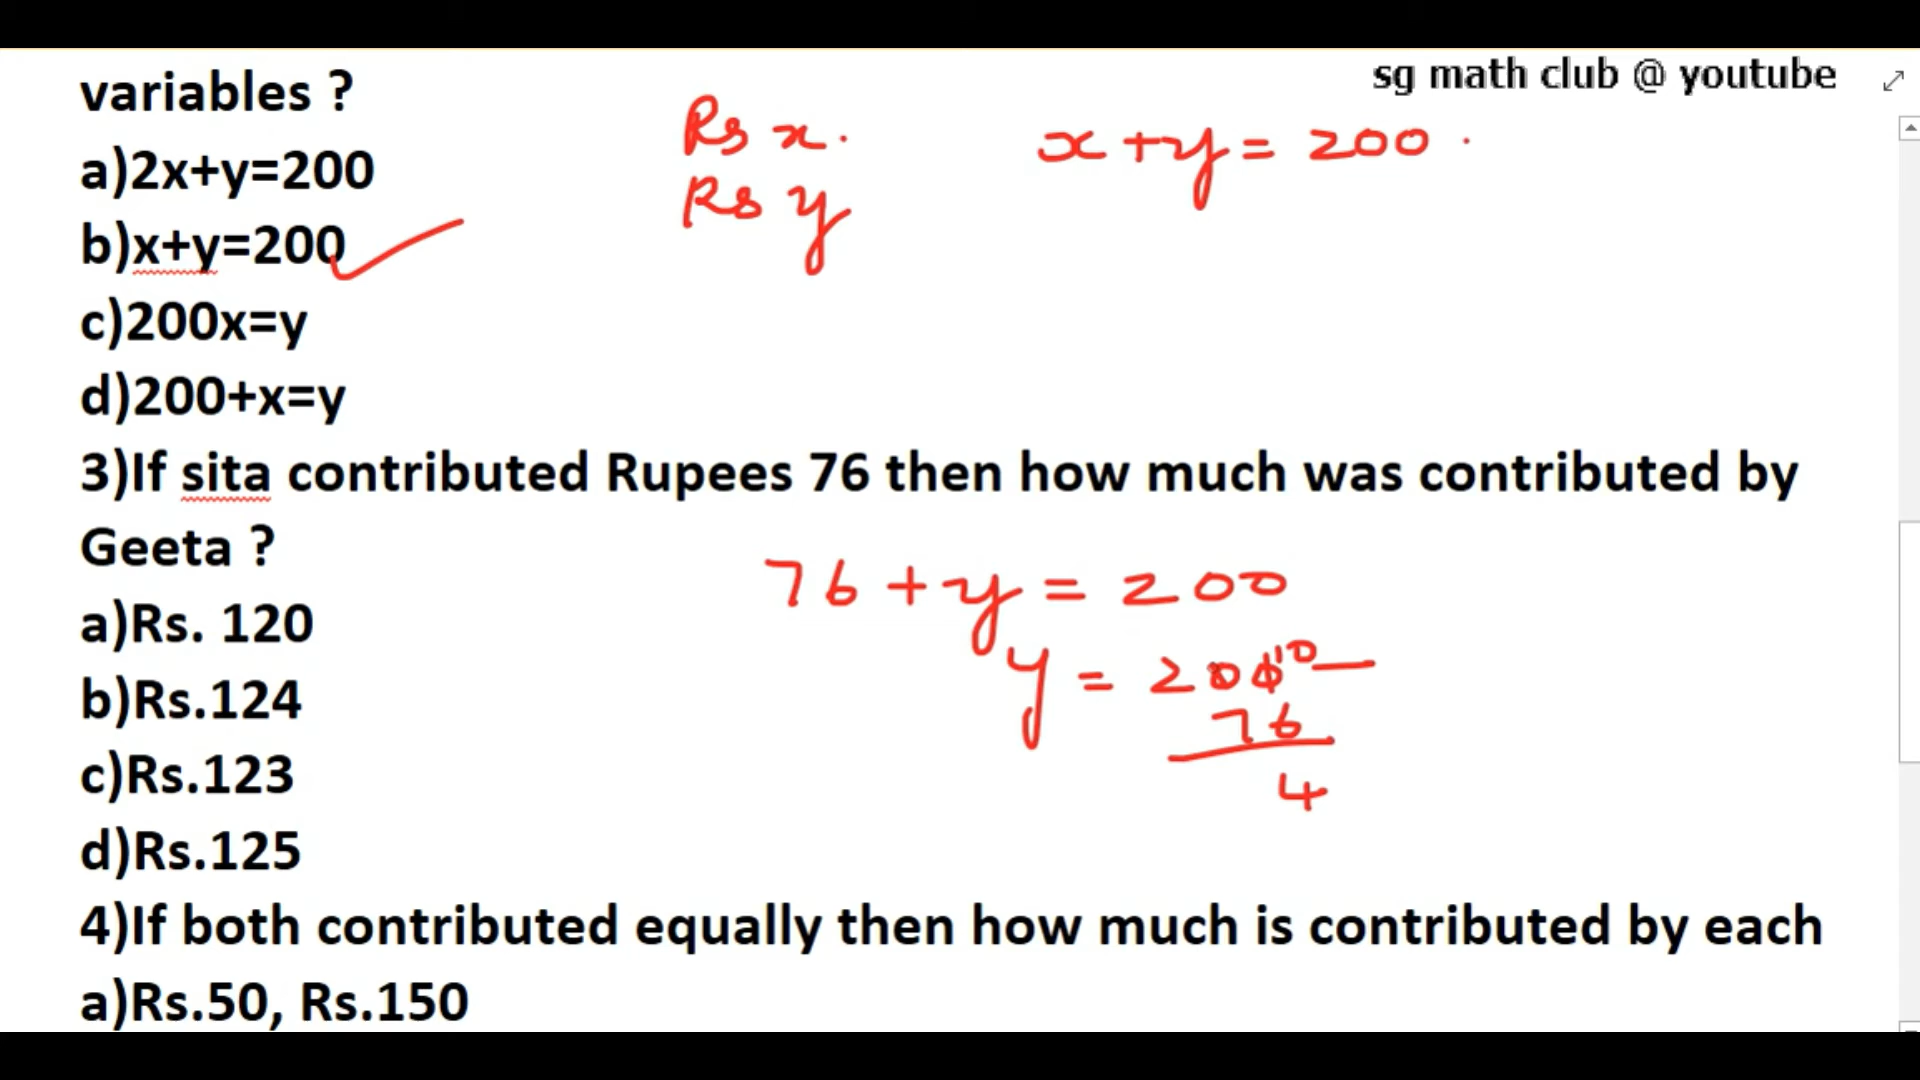 sg math club @ youtube
variables ?
Rs x.
x+y = 200.
a)2x+y=200
Rs y
b)x+y=200
c)200x=y
d)200+x=y
3)If sita contributed Rupees 76 then how much was contributed by
Geeta ?
76 + y = 200
a)Rs. 120
y = 200 10 —
b)Rs.124
76
c)Rs.123
4
d)Rs.125
4)If both contributed equally then how much is contributed by each
a)Rs.50, Rs.150